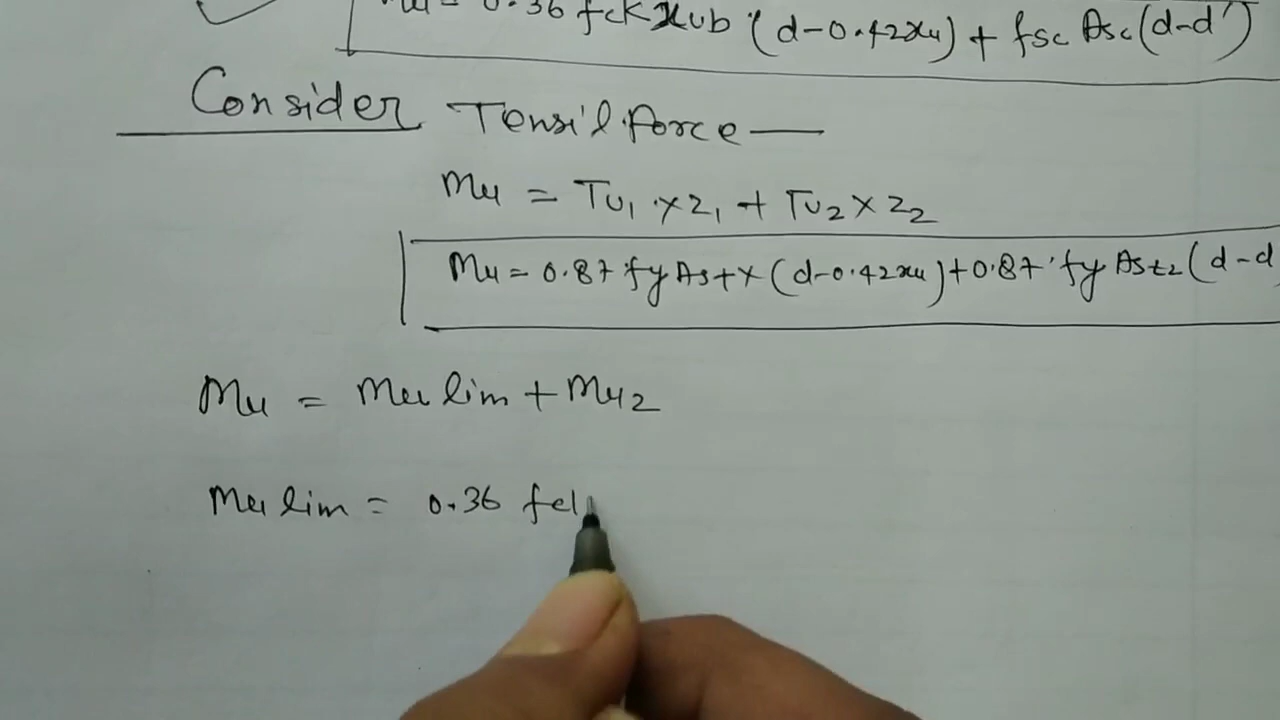 Mu = 0.36 fck xu b (d-0.42xu) + fsc Asc (d-d')
Consider Tensil force —
Mu = Tu1 × z1 + Tu2 × z2
Mu = 0.87 fy Ast × (d-0.42xu) + 0.87 fy Ast2 (d-d
Mu = Mu lim + Mu2
Mu lim = 0.36 fck